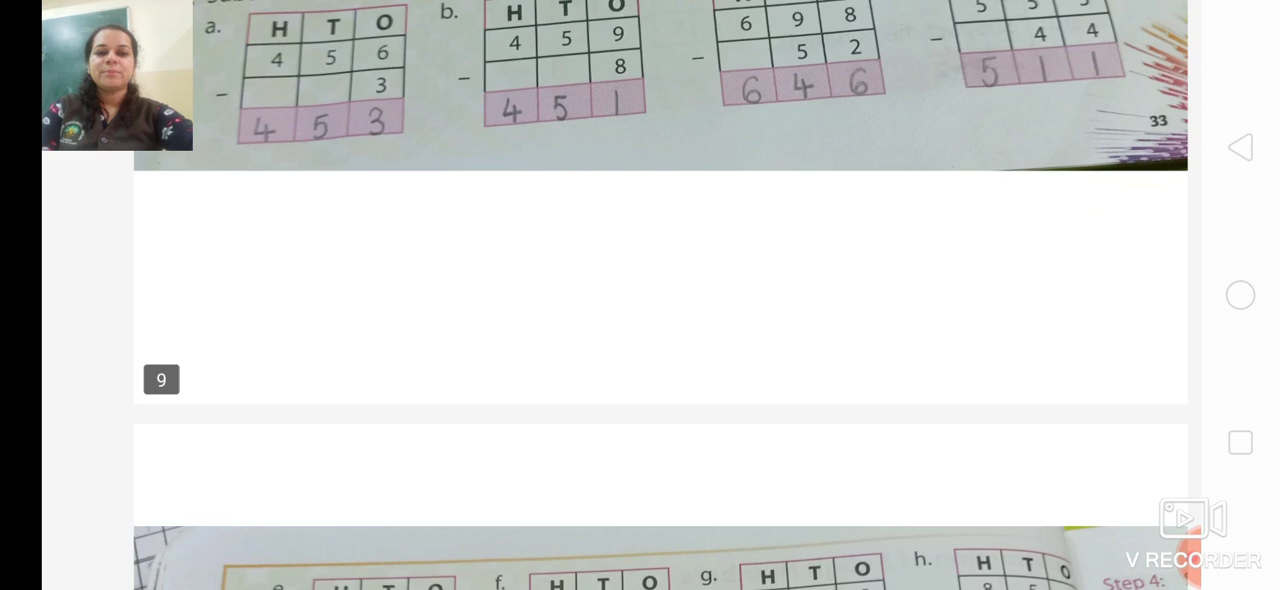 a. H T O
4 5 6
- 3
4 5 3
b. H T O
4 5 9
- 8
4 5 1
6 9 8
- 5 2
6 4 6
- 4 4
5 1 1
33
9
f. H T O
g. H T O
h. H T O
Step 4:
V RECORDER